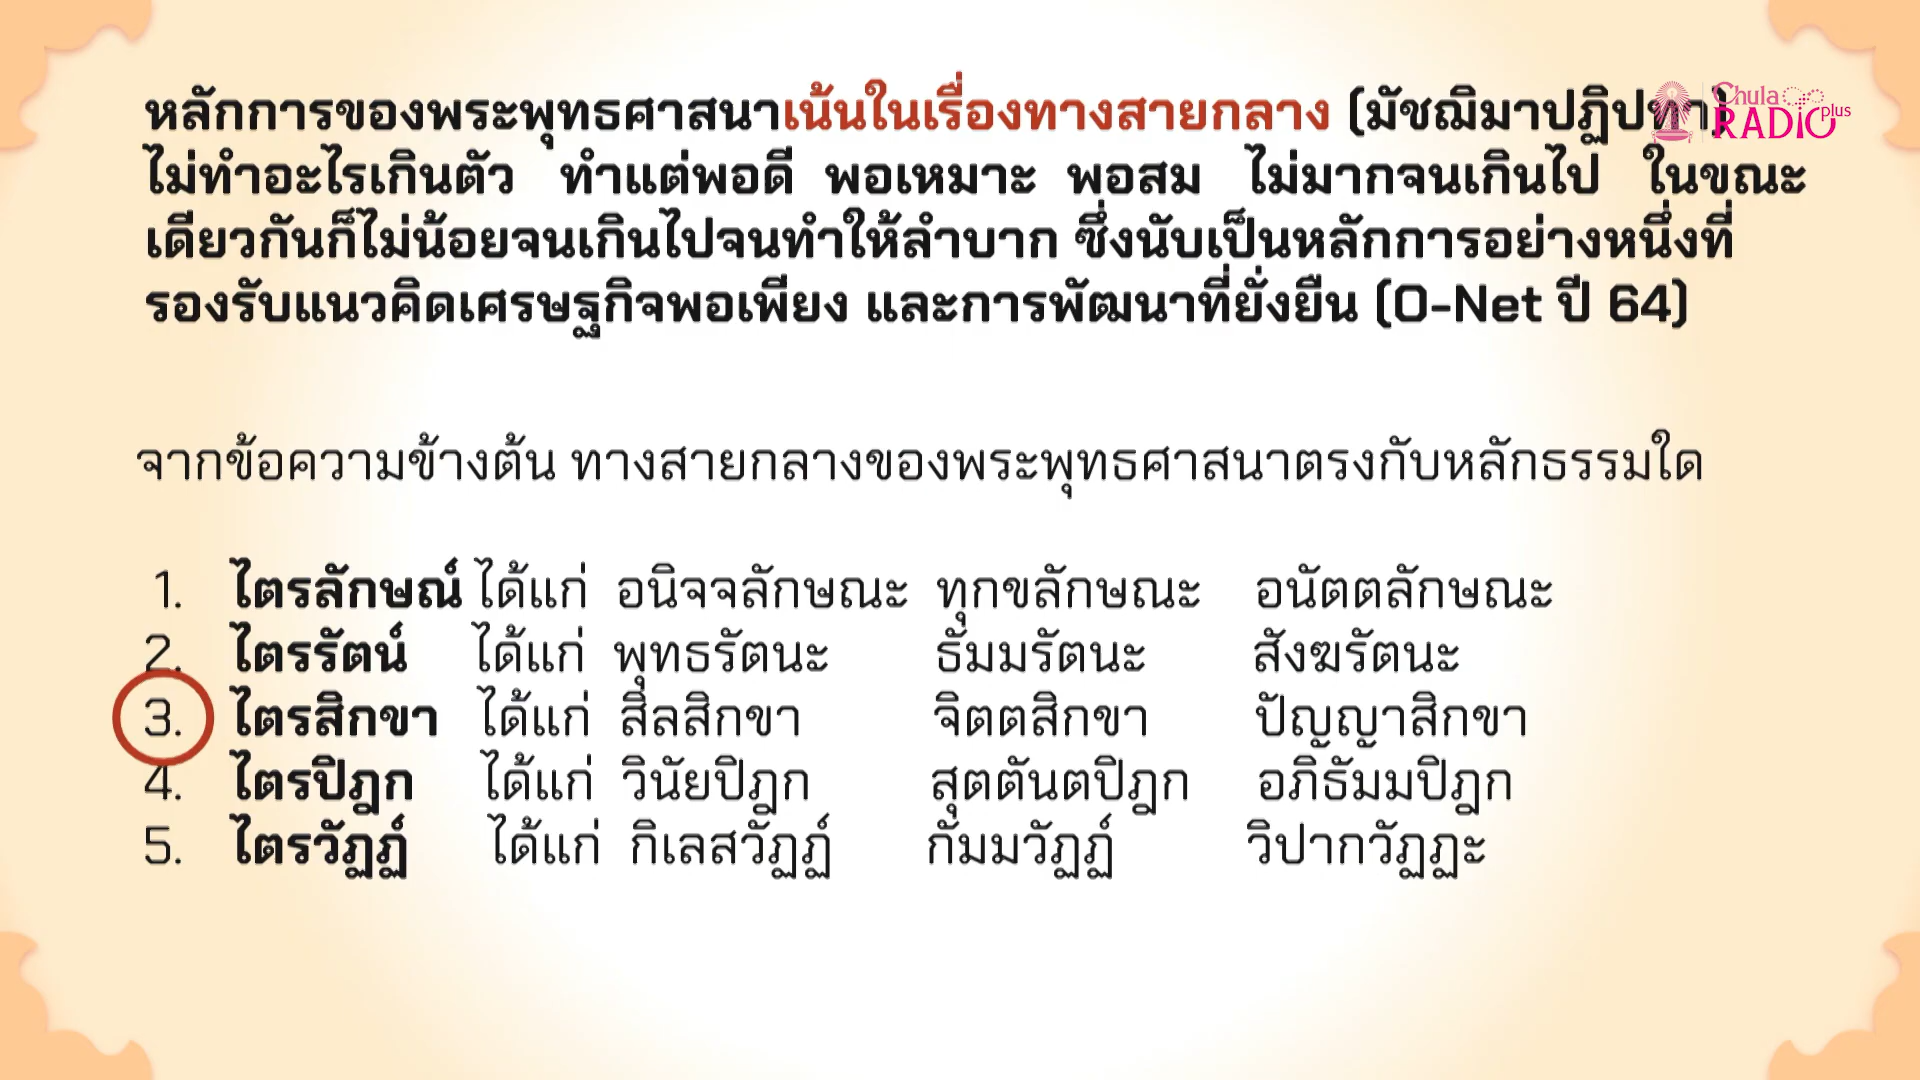 หลักการของพระพุทธศาสนาเน้นในเรื่องทางสายกลาง (มัชฌิมาปฏิปทา)
Chula RADIO plus
ไม่ทำอะไรเกินตัว ทำแต่พอดี พอเหมาะ พอสม ไม่มากจนเกินไป ในขณะ
เดียวกันก็ไม่น้อยจนเกินไปจนทำให้ลำบาก ซึ่งนับเป็นหลักการอย่างหนึ่งที่
รองรับแนวคิดเศรษฐกิจพอเพียง และการพัฒนาที่ยั่งยืน (O-Net ปี 64)
จากข้อความข้างต้น ทางสายกลางของพระพุทธศาสนาตรงกับหลักธรรมใด
1. ไตรลักษณ์ ได้แก่ อนิจจลักษณะ ทุกขลักษณะ อนัตตลักษณะ
2. ไตรรัตน์ ได้แก่ พุทธรัตนะ ธัมมรัตนะ สังฆรัตนะ
3. ไตรสิกขา ได้แก่ สีลสิกขา จิตตสิกขา ปัญญาสิกขา
4. ไตรปิฎก ได้แก่ วินัยปิฎก สุตตันตปิฎก อภิธัมมปิฎก
5. ไตรวัฏฏ์ ได้แก่ กิเลสวัฏฏ์ กัมมวัฏฏ์ วิปากวัฏฏะ